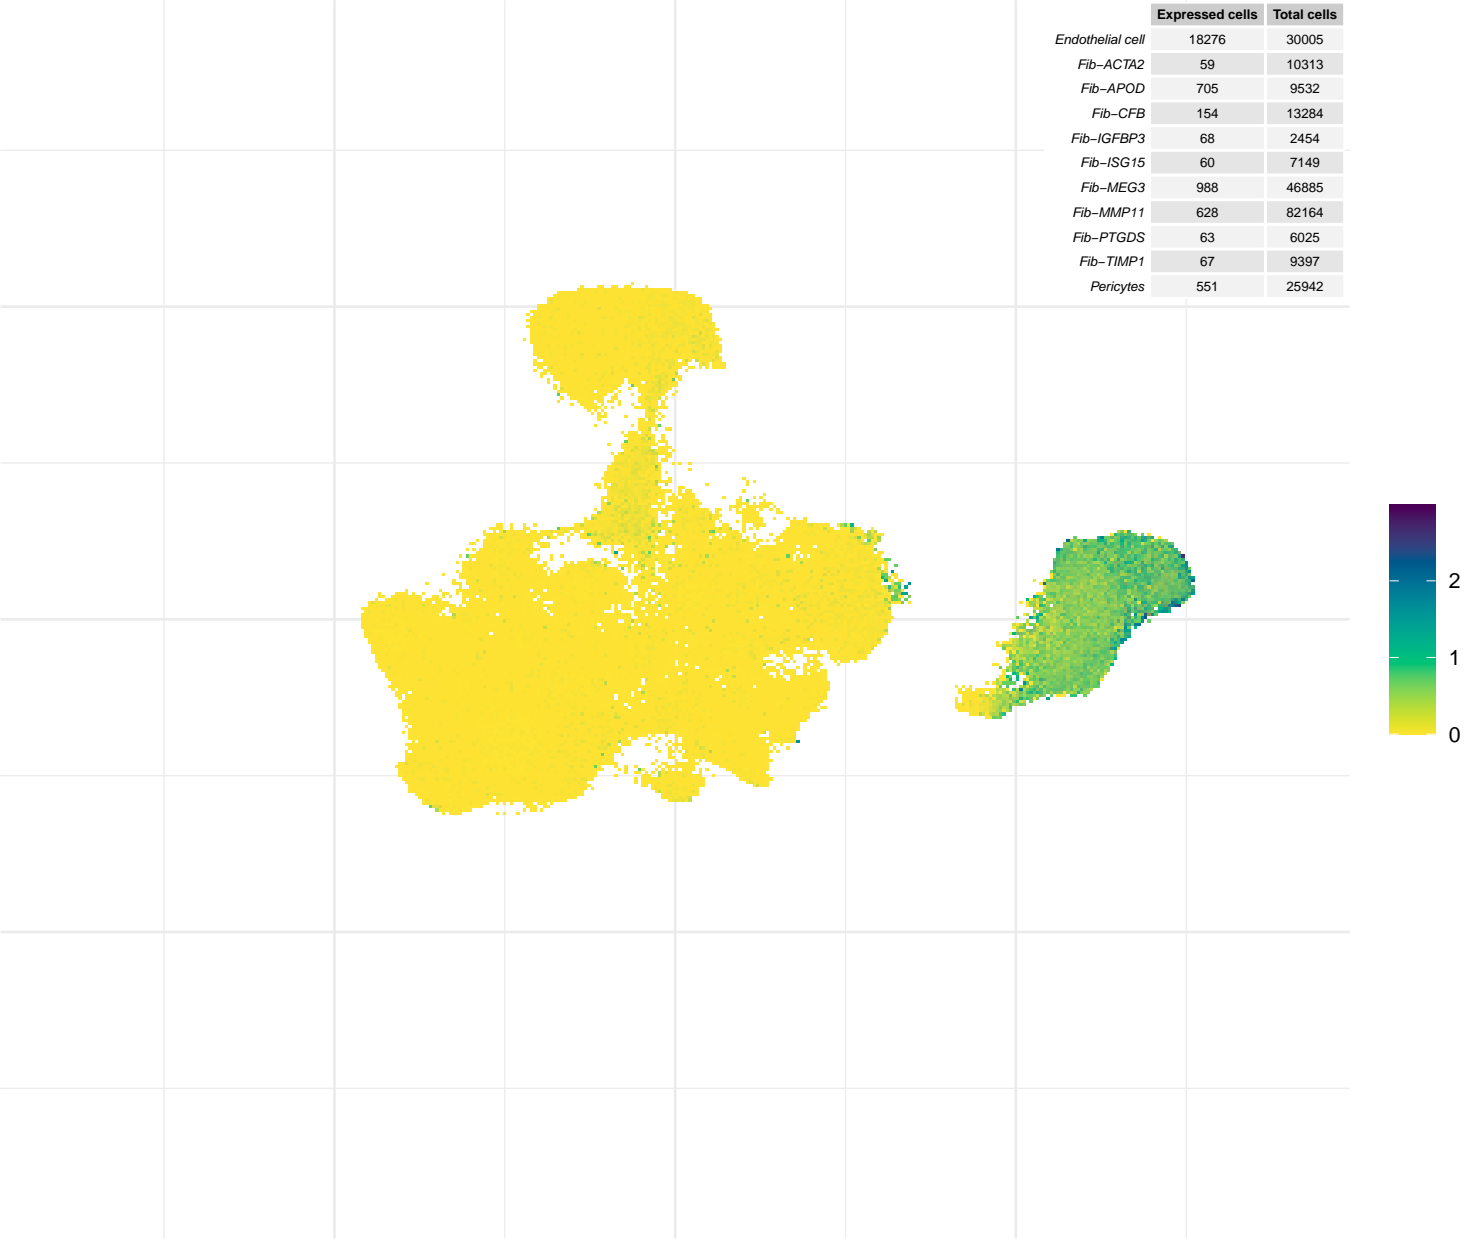 Expressed cells Total cells
Endothelial cell 18276 30005
Fib−ACTA2 59 10313
Fib−APOD 705 9532
Fib−CFB 154 13284
Fib−IGFBP3 68 2454
Fib−ISG15 60 7149
Fib−MEG3 988 46885
Fib−MMP11 628 82164
Fib−PTGDS 63 6025
Fib−TIMP1 67 9397
Pericytes 551 25942
2
1
0